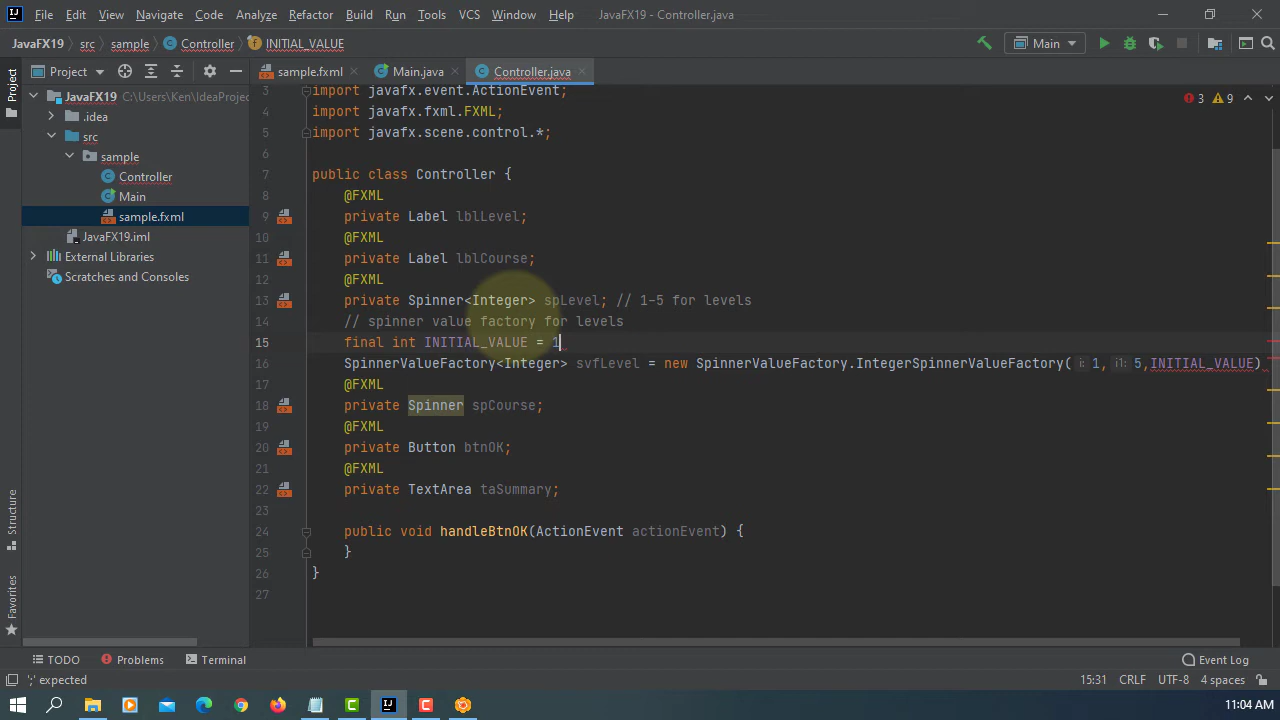 File Edit View Navigate Code Analyze Refactor Build Run Tools VCS Window Help JavaFX19 - Controller.java
JavaFX19 src sample Controller INITIAL_VALUE Main
Project sample.fxml Main.java Controller.java
JavaFX19 C:\Users\Ken\IdeaProjec
.idea
src
sample
Controller
Main
sample.fxml
JavaFX19.iml
External Libraries
Scratches and Consoles
Project
Structure
Favorites
3 9
3 import javafx.event.ActionEvent;
4 import javafx.fxml.FXML;
5 import javafx.scene.control.*;
6
7 public class Controller {
8 @FXML
9 private Label lblLevel;
10 @FXML
11 private Label lblCourse;
12 @FXML
13 private Spinner<Integer> spLevel; // 1-5 for levels
14 // spinner value factory for levels
15 final int INITIAL_VALUE = 1
16 SpinnerValueFactory<Integer> svfLevel = new SpinnerValueFactory.IntegerSpinnerValueFactory( i: 1, i1: 5,INITIAL_VALUE)
17 @FXML
18 private Spinner spCourse;
19 @FXML
20 private Button btnOK;
21 @FXML
22 private TextArea taSummary;
23
24 public void handleBtnOK(ActionEvent actionEvent) {
25 }
26 }
27
TODO Problems Terminal Event Log
';' expected 15:31 CRLF UTF-8 4 spaces
11:04 AM